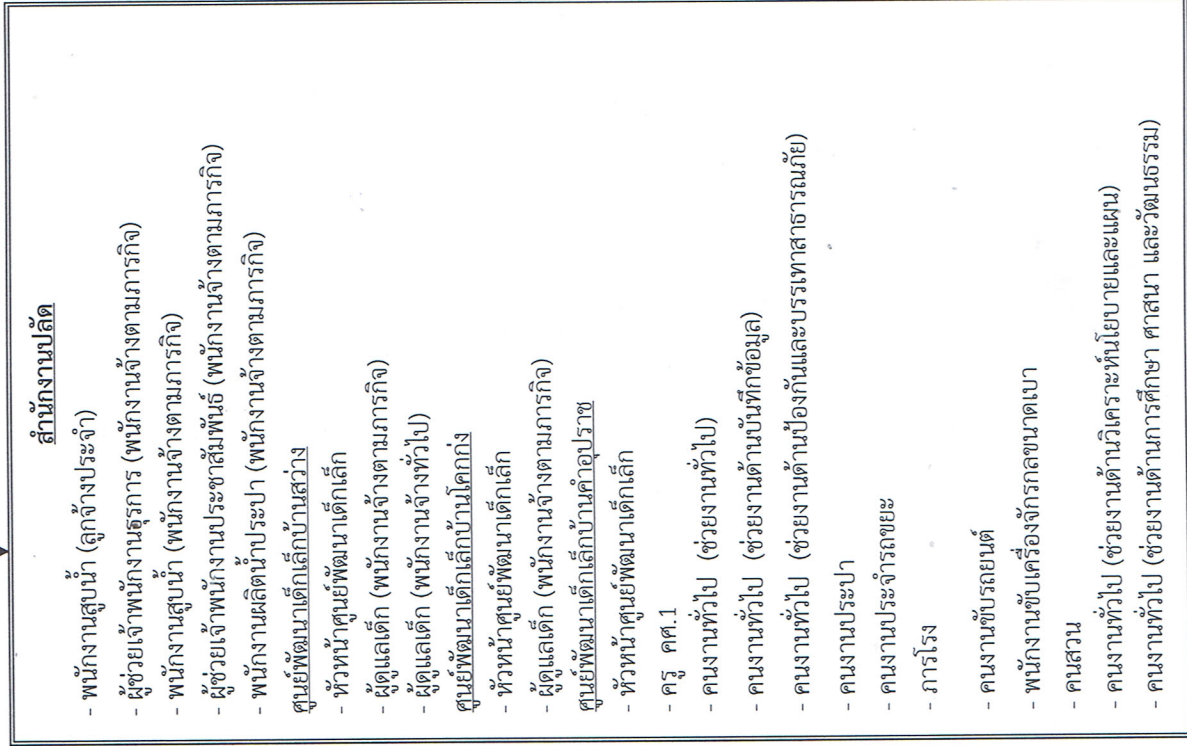 สำนักงานปลัด
- พนักงานสูบน้ำ (ลูกจ้างประจำ)
- ผู้ช่วยเจ้าพนักงานธุรการ (พนักงานจ้างตามภารกิจ)
- พนักงานสูบน้ำ (พนักงานจ้างตามภารกิจ)
- ผู้ช่วยเจ้าพนักงานประชาสัมพันธ์ (พนักงานจ้างตามภารกิจ)
- พนักงานผลิตน้ำประปา (พนักงานจ้างตามภารกิจ)
ศูนย์พัฒนาเด็กเล็กบ้านสว่าง
- หัวหน้าศูนย์พัฒนาเด็กเล็ก
- ผู้ดูแลเด็ก (พนักงานจ้างตามภารกิจ)
- ผู้ดูแลเด็ก (พนักงานจ้างทั่วไป)
ศูนย์พัฒนาเด็กเล็กบ้านโคกก่ง
- หัวหน้าศูนย์พัฒนาเด็กเล็ก
- ผู้ดูแลเด็ก (พนักงานจ้างตามภารกิจ)
ศูนย์พัฒนาเด็กเล็กบ้านคำอุปราช
- หัวหน้าศูนย์พัฒนาเด็กเล็ก
- ครู คศ.1
- คนงานทั่วไป (ช่วยงานทั่วไป)
- คนงานทั่วไป (ช่วยงานด้านบันทึกข้อมูล)
- คนงานทั่วไป (ช่วยงานด้านป้องกันและบรรเทาสาธารณภัย)
- คนงานประปา
- คนงานประจำรถขยะ
- ภารโรง
- คนงานขับรถยนต์
- พนักงานขับเครื่องจักรกลขนาดเบา
- คนสวน
- คนงานทั่วไป (ช่วยงานด้านวิเคราะห์นโยบายและแผน)
- คนงานทั่วไป (ช่วยงานด้านการศึกษา ศาสนา และวัฒนธรรม)